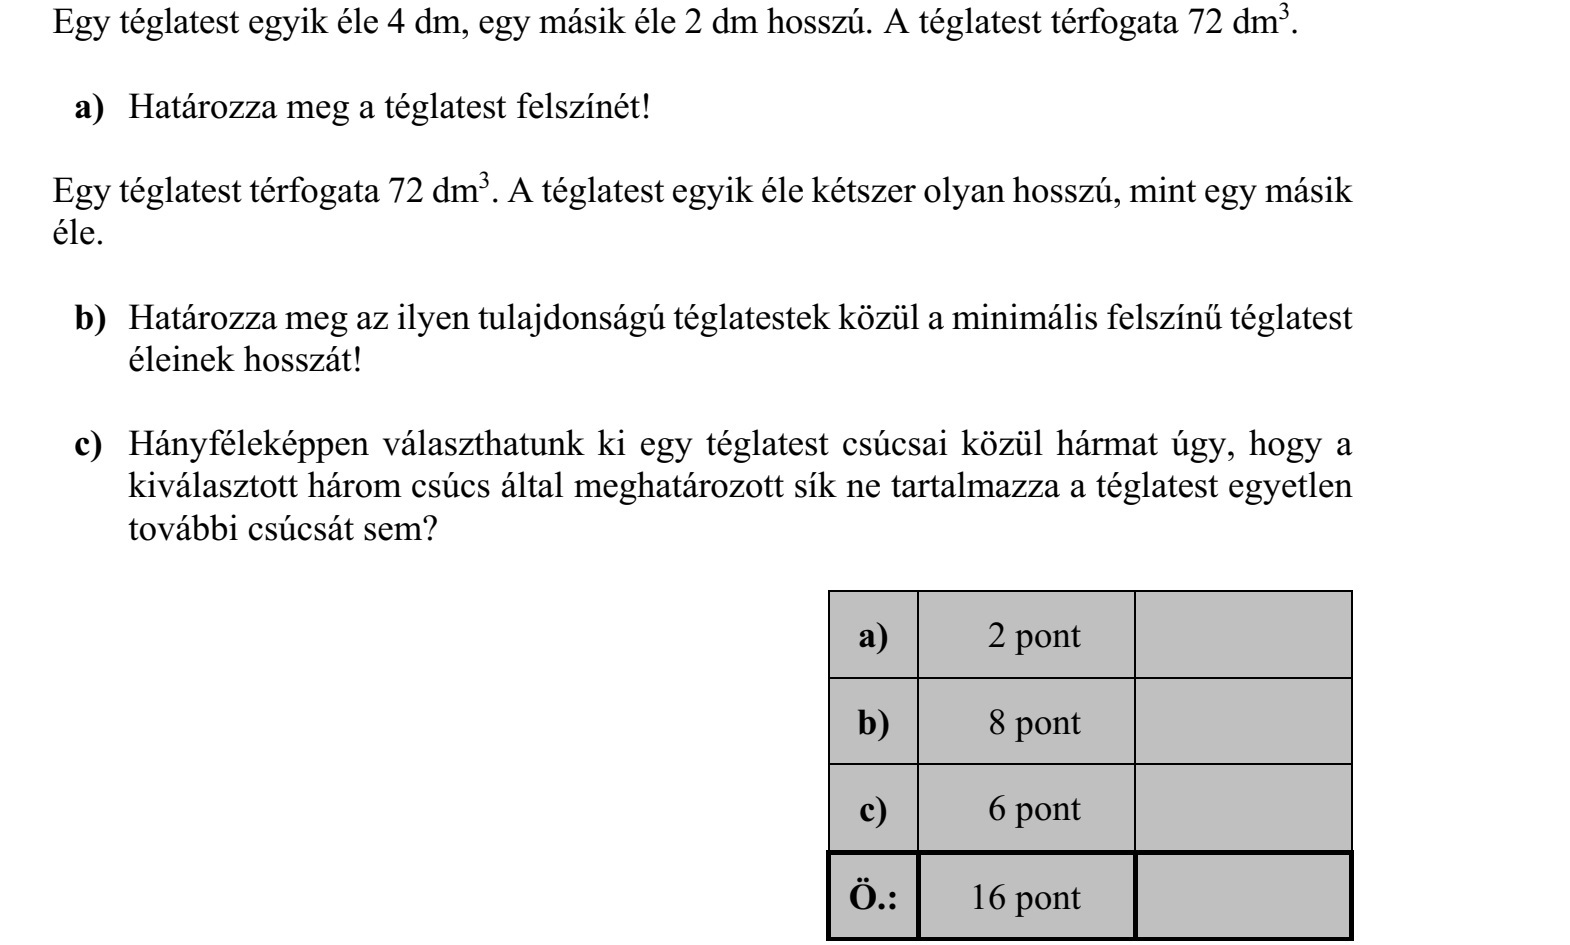 Egy téglatest egyik éle 4 dm, egy másik éle 2 dm hosszú. A téglatest térfogata 72 dm³.
a) Határozza meg a téglatest felszínét!
Egy téglatest térfogata 72 dm³. A téglatest egyik éle kétszer olyan hosszú, mint egy másik
éle.
b) Határozza meg az ilyen tulajdonságú téglatestek közül a minimális felszínű téglatest
éleinek hosszát!
c) Hányféleképpen választhatunk ki egy téglatest csúcsai közül hármat úgy, hogy a
kiválasztott három csúcs által meghatározott sík ne tartalmazza a téglatest egyetlen
további csúcsát sem?
a) 2 pont
b) 8 pont
c) 6 pont
Ö.: 16 pont